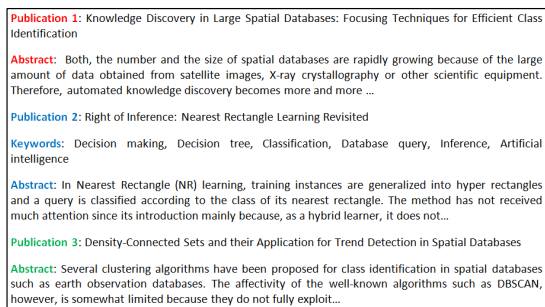 Publication 1: Knowledge Discovery in Large Spatial Databases: Focusing Techniques for Efficient Class
Identification
Abstract: Both, the number and the size of spatial databases are rapidly growing because of the large
amount of data obtained from satellite images, X-ray crystallography or other scientific equipment.
Therefore, automated knowledge discovery becomes more and more ...
Publication 2: Right of Inference: Nearest Rectangle Learning Revisited
Keywords: Decision making, Decision tree, Classification, Database query, Inference, Artificial
intelligence
Abstract: In Nearest Rectangle (NR) learning, training instances are generalized into hyper rectangles
and a query is classified according to the class of its nearest rectangle. The method has not received
much attention since its introduction mainly because, as a hybrid learner, it does not...
Publication 3: Density-Connected Sets and their Application for Trend Detection in Spatial Databases
Abstract: Several clustering algorithms have been proposed for class identification in spatial databases
such as earth observation databases. The affectivity of the well-known algorithms such as DBSCAN,
however, is somewhat limited because they do not fully exploit...